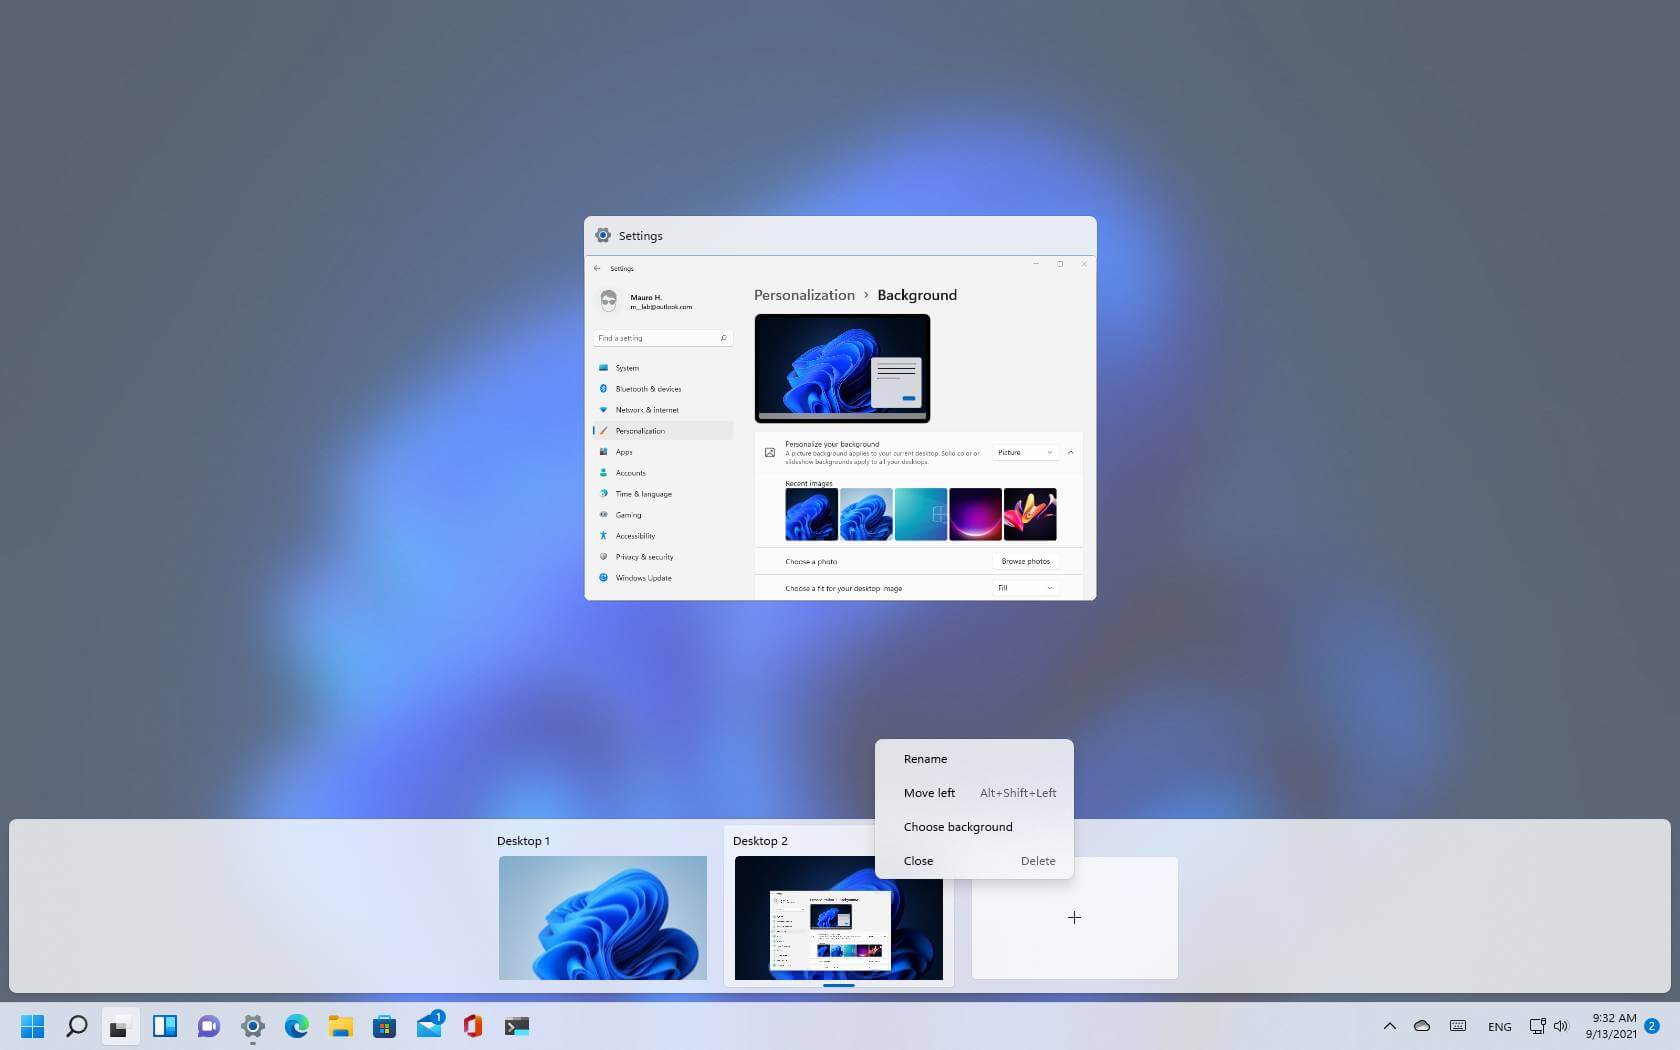 Settings
Settings
Mauro H.
m_lab@outlook.com
Find a setting
System
Bluetooth & devices
Network & internet
Personalization
Apps
Accounts
Time & language
Gaming
Accessibility
Privacy & security
Windows Update
Personalization › Background
Personalize your background
A picture background applies to your current desktop. Solid color or
slideshow backgrounds apply to all your desktops.
Picture
Recent images
Choose a photo
Browse photos
Choose a fit for your desktop image
Fill
Rename
Move left Alt+Shift+Left
Choose background
Close Delete
Desktop 1
Desktop 2
1
ENG
9:32 AM
9/13/2021
2